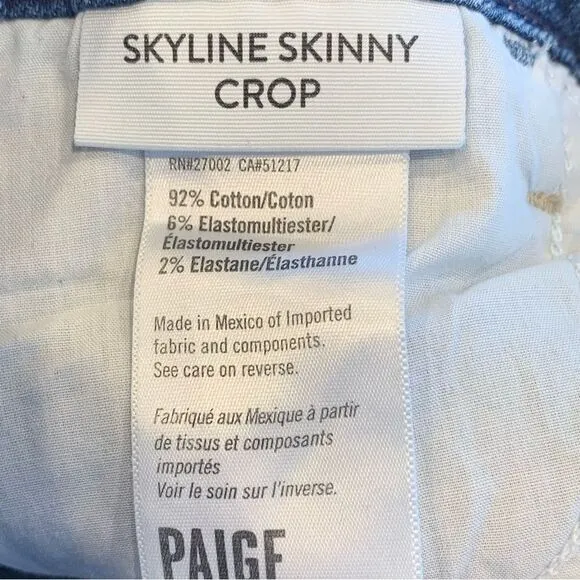 SKYLINE SKINNY
CROP
RN#27002 CA#51217
92% Cotton/Coton
6% Elastomultiester/
Élastomultiester
2% Elastane/Élasthanne
Made in Mexico of Imported
fabric and components.
See care on reverse.
Fabriqué aux Mexique à partir
de tissus et composants
importés
Voir le soin sur l'inverse.
PAIGE